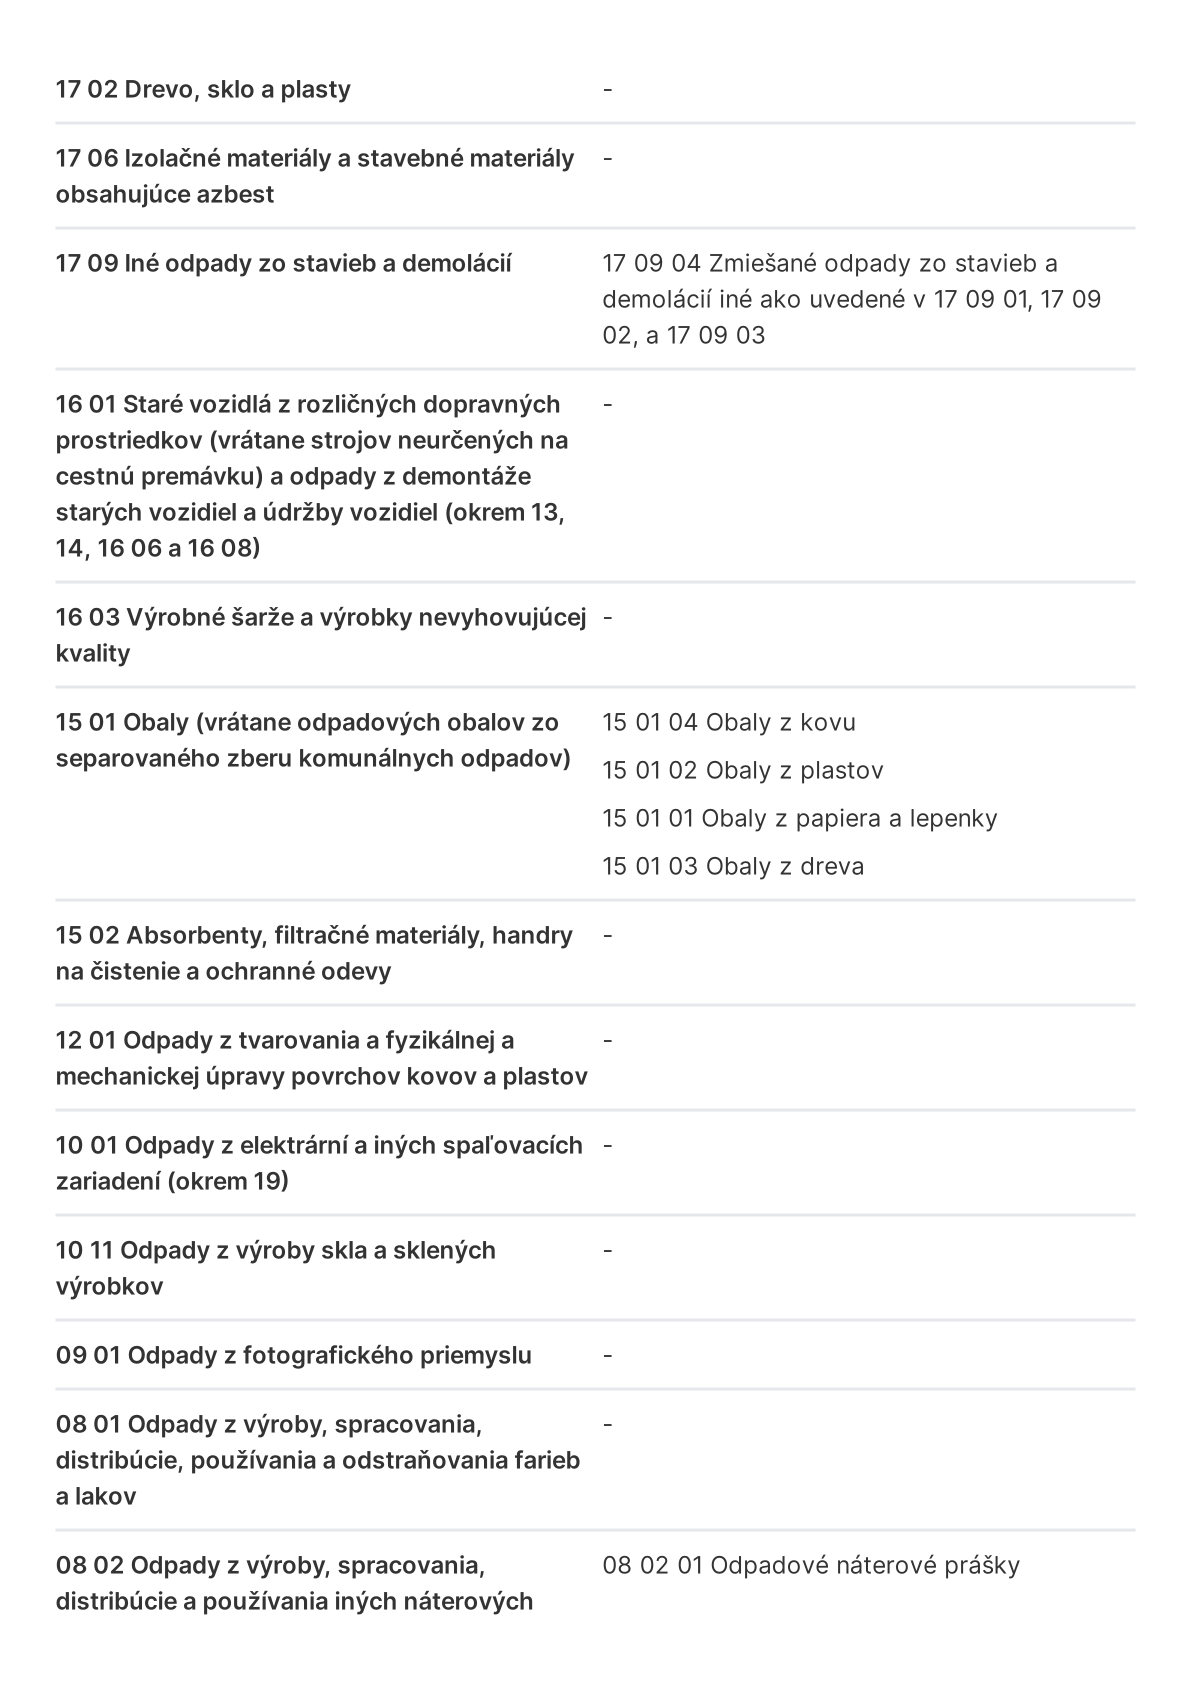 17 02 Drevo, sklo a plasty
-
17 06 Izolačné materiály a stavebné materiály
obsahujúce azbest
-
17 09 Iné odpady zo stavieb a demolácií
17 09 04 Zmiešané odpady zo stavieb a
demolácií iné ako uvedené v 17 09 01, 17 09
02, a 17 09 03
16 01 Staré vozidlá z rozličných dopravných
prostriedkov (vrátane strojov neurčených na
cestnú premávku) a odpady z demontáže
starých vozidiel a údržby vozidiel (okrem 13,
14, 16 06 a 16 08)
-
16 03 Výrobné šarže a výrobky nevyhovujúcej
kvality
-
15 01 Obaly (vrátane odpadových obalov zo
separovaného zberu komunálnych odpadov)
15 01 04 Obaly z kovu
15 01 02 Obaly z plastov
15 01 01 Obaly z papiera a lepenky
15 01 03 Obaly z dreva
15 02 Absorbenty, filtračné materiály, handry
na čistenie a ochranné odevy
-
12 01 Odpady z tvarovania a fyzikálnej a
mechanickej úpravy povrchov kovov a plastov
-
10 01 Odpady z elektrární a iných spaľovacích
zariadení (okrem 19)
-
10 11 Odpady z výroby skla a sklených
výrobkov
-
09 01 Odpady z fotografického priemyslu
-
08 01 Odpady z výroby, spracovania,
distribúcie, používania a odstraňovania farieb
a lakov
-
08 02 Odpady z výroby, spracovania,
distribúcie a používania iných náterových
08 02 01 Odpadové náterové prášky